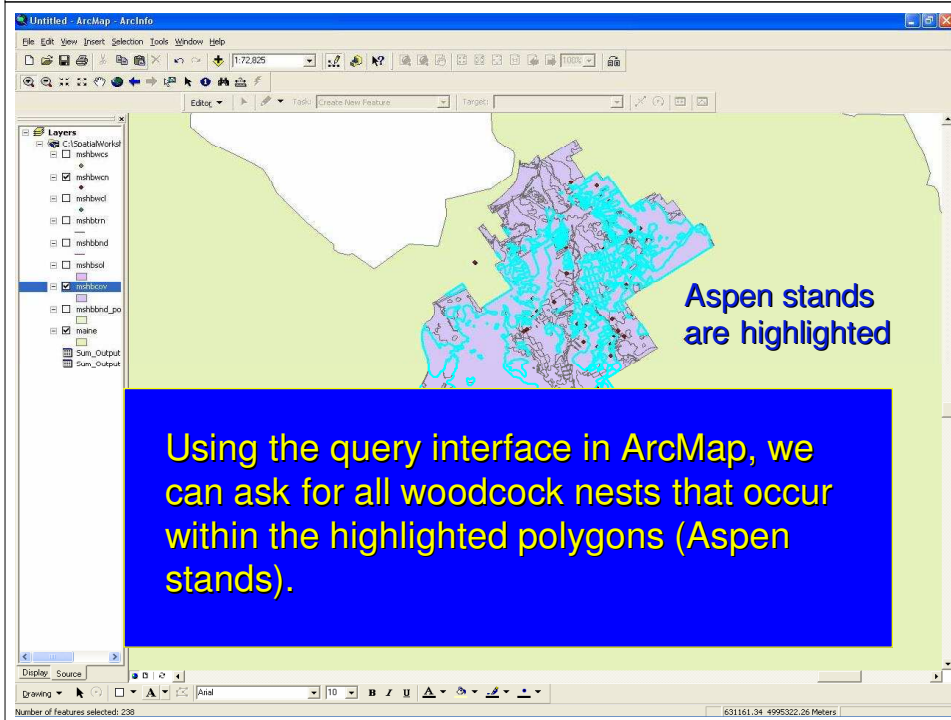 Untitled - ArcMap - ArcInfo
File Edit View Insert Selection Tools Window Help
1:72,825
100%
Editor Task: Create New Feature Target:
Layers
C:\SpatialWorksh
mshbwcs
mshbwcn
mshbwcl
mshbtrn
mshbbnd
mshbsol
mshbcov
mshbbnd_po
maine
Sum_Output
Sum_Output
Aspen stands
are highlighted
Using the query interface in ArcMap, we
can ask for all woodcock nests that occur
within the highlighted polygons (Aspen
stands).
Display Source
Drawing A Arial 10 B I U A
Number of features selected: 238
631161.34 4995322.26 Meters